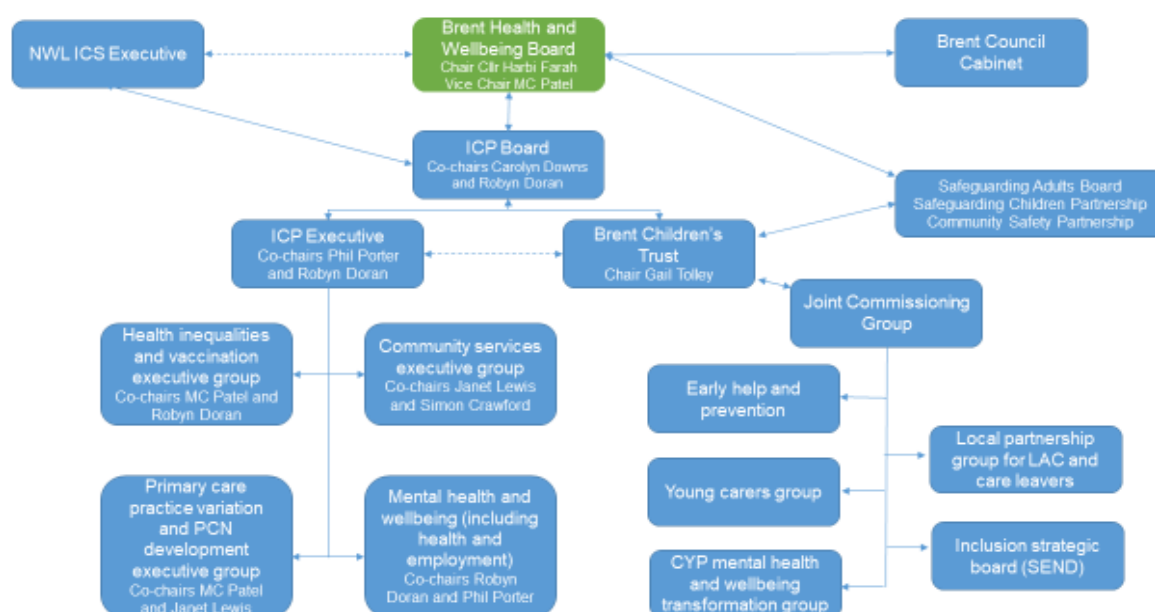 NWL ICS Executive
Brent Health and
Wellbeing Board
Chair Cllr Harbi Farah
Vice Chair MC Patel
Brent Council
Cabinet
ICP Board
Co-chairs Carolyn Downs
and Robyn Doran
Safeguarding Adults Board
Safeguarding Children Partnership
Community Safety Partnership
ICP Executive
Co-chairs Phil Porter
and Robyn Doran
Brent Children's
Trust
Chair Gail Tolley
Joint Commissioning
Group
Health inequalities
and vaccination
executive group
Co-chairs MC Patel and
Robyn Doran
Community services
executive group
Co-chairs Janet Lewis
and Simon Crawford
Early help and
prevention
Local partnership
group for LAC and
care leavers
Young carers group
Primary care
practice variation
and PCN
development
executive group
Co-chairs MC Patel
and Janet Lewis
Mental health and
wellbeing (including
health and
employment)
Co-chairs Robyn
Doran and Phil Porter
Inclusion strategic
board (SEND)
CYP mental health
and wellbeing
transformation group